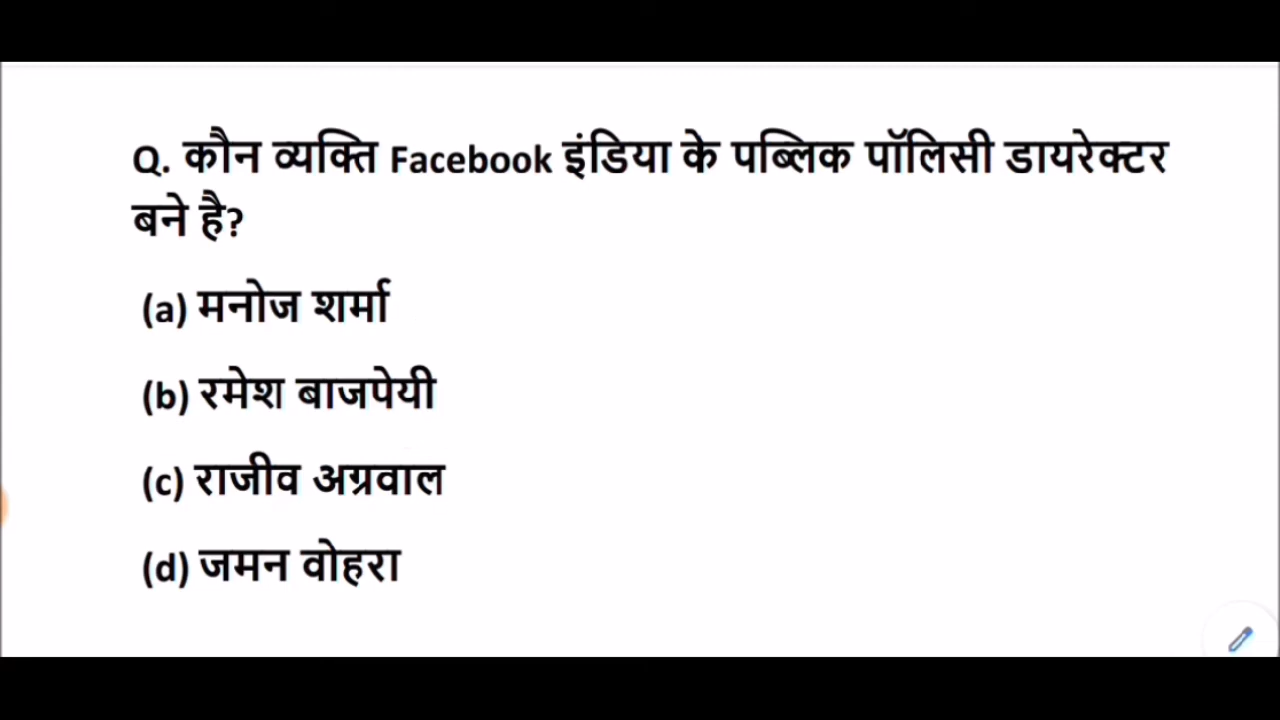 Q. कौन व्यक्ति Facebook इंडिया के पब्लिक पॉलिसी डायरेक्टर
बने है?
(a) मनोज शर्मा
(b) रमेश बाजपेयी
(c) राजीव अग्रवाल
(d) जमन वोहरा